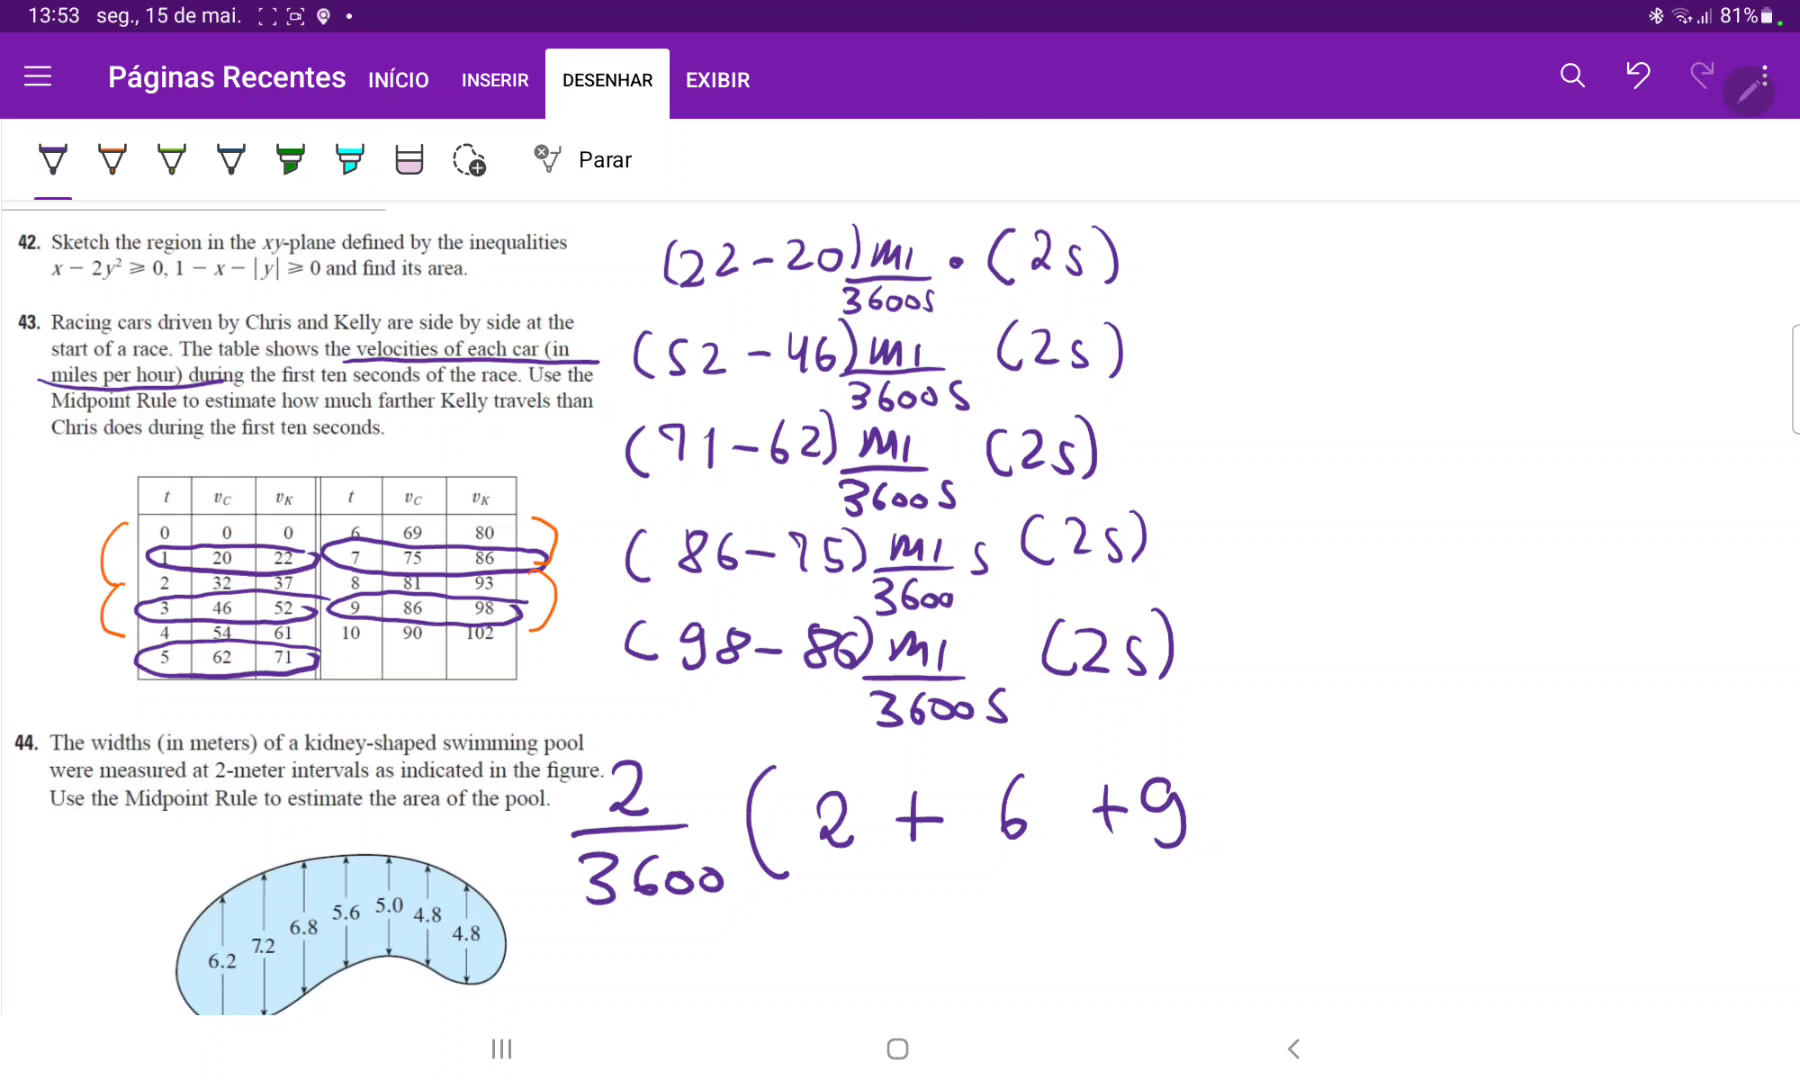 13:53 seg., 15 de mai. 81%
Páginas Recentes INÍCIO INSERIR DESENHAR EXIBIR
Parar
42. Sketch the region in the xy-plane defined by the inequalities
x − 2y² ⩾ 0, 1 − x − |y| ⩾ 0 and find its area.
43. Racing cars driven by Chris and Kelly are side by side at the
start of a race. The table shows the velocities of each car (in
miles per hour) during the first ten seconds of the race. Use the
Midpoint Rule to estimate how much farther Kelly travels than
Chris does during the first ten seconds.
t v_C v_K t v_C v_K
0 0 0 6 69 80
1 20 22 7 75 86
2 32 37 8 81 93
3 46 52 9 86 98
4 54 61 10 90 102
5 62 71
44. The widths (in meters) of a kidney-shaped swimming pool
were measured at 2-meter intervals as indicated in the figure.
Use the Midpoint Rule to estimate the area of the pool.
6.2 7.2 6.8 5.6 5.0 4.8 4.8
(22-20) MI/3600S • (2s)
(52-46) MI/3600S (2s)
(71-62) MI/3600S (2s)
(86-75) MI/3600 S (2s)
(98-86) MI/3600S (2s)
2/3600 (2 + 6 + 9